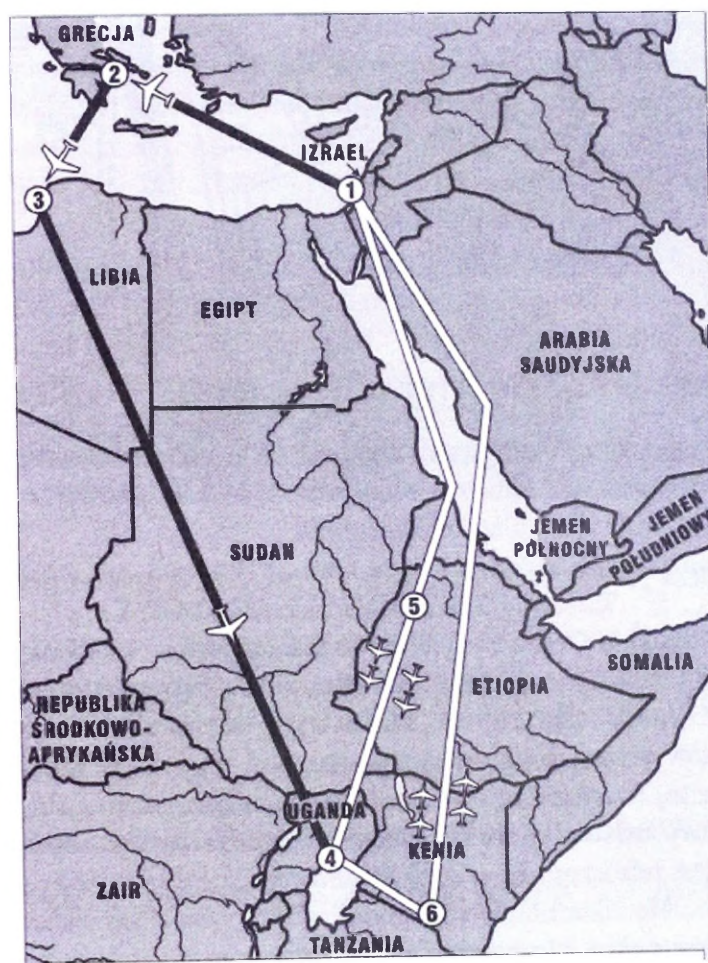 GRECJA
2
IZRAEL
1
3
LIBIA
EGIPT
ARABIA
SAUDYJSKA
SUDAN
JEMEN
PÓŁNOCNY
JEMEN
POŁUDNIOWY
5
ETIOPIA
SOMALIA
REPUBLIKA
ŚRODKOWO-
AFRYKAŃSKA
UGANDA
4
KENIA
ZAIR
6
TANZANIA